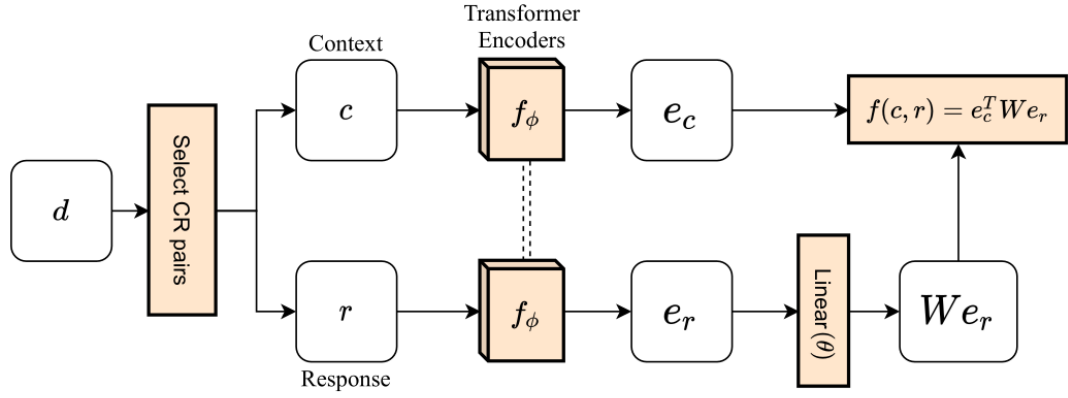 Transformer
Encoders
Context
c
f_ϕ
e_c
f(c, r) = e_c^T W e_r
d
Select CR pairs
r
f_ϕ
e_r
Linear(θ)
We_r
Response